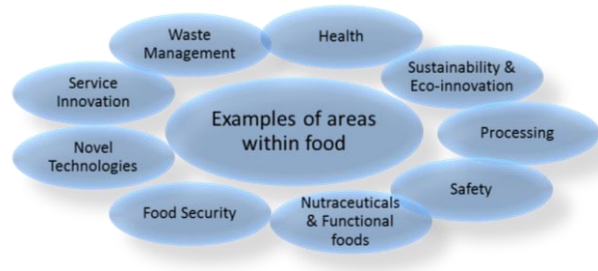 Waste
Management
Health
Service
Innovation
Sustainability &
Eco-innovation
Examples of areas
within food
Processing
Novel
Technologies
Safety
Food Security
Nutraceuticals
& Functional
foods